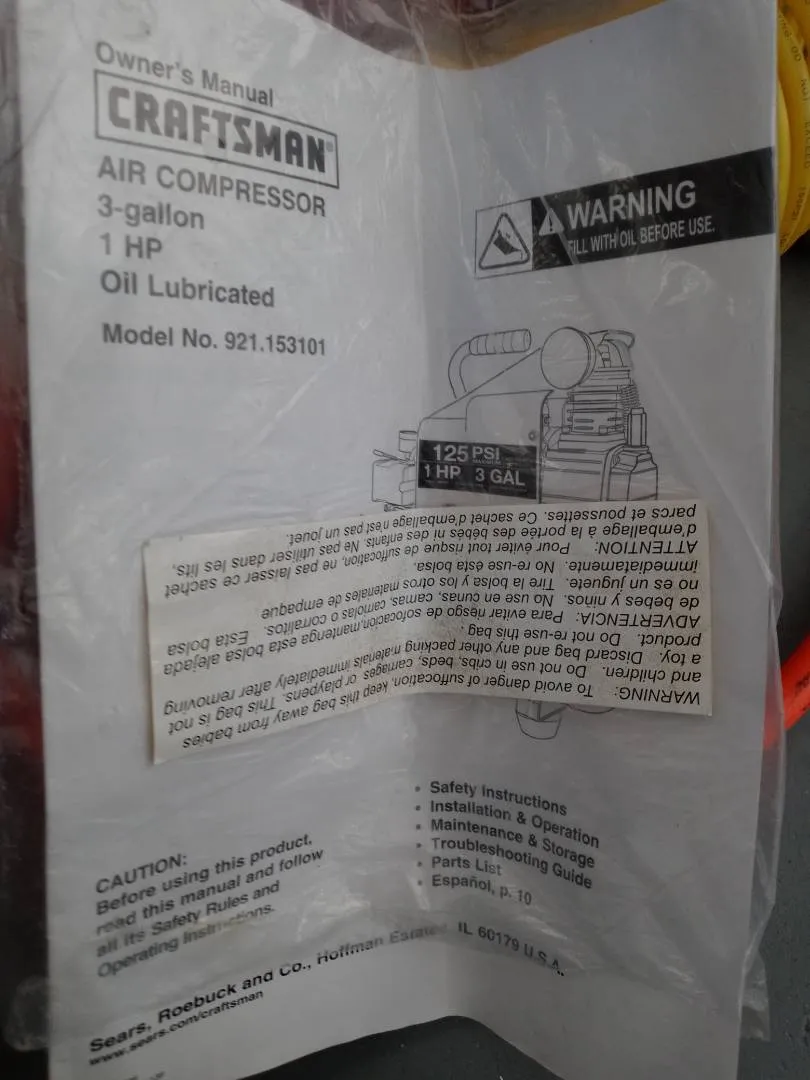 Owner's Manual
CRAFTSMAN®
AIR COMPRESSOR
3-gallon
1 HP
Oil Lubricated
Model No. 921.153101
WARNING
FILL WITH OIL BEFORE USE.
125 PSI
1 HP 3 GAL
WARNING: To avoid danger of suffocation, keep this bag away from babies
and children. Do not use in cribs, beds, carriages or playpens. This bag is not
a toy. Discard bag and any other packing materials immediately after removing
product. Do not re-use this bag.
ADVERTENCIA: Para evitar riesgo de sofocacion,mantenga esta bolsa alejada
de bebes y niños. No use en cunas, camas, carriolas o corralitos. Esta bolsa
no es un juguete. Tire la bolsa y los otros materiales de empaque
immediatamente. No re-use ésta bolsa.
ATTENTION: Pour éviter tout risque de suffocation, ne pas laisser ce sachet
d'emballage à la portée des bébés ni des enfants. Ne pas utiliser dans les lits,
parcs et poussettes. Ce sachet d'emballage n'est pas un jouet.
• Safety Instructions
• Installation & Operation
• Maintenance & Storage
• Troubleshooting Guide
• Parts List
• Español, p. 10
CAUTION:
Before using this product,
read this manual and follow
all its Safety Rules and
Operating Instructions.
Sears, Roebuck and Co., Hoffman Estates, IL 60179 U.S.A.
www.sears.com/craftsman